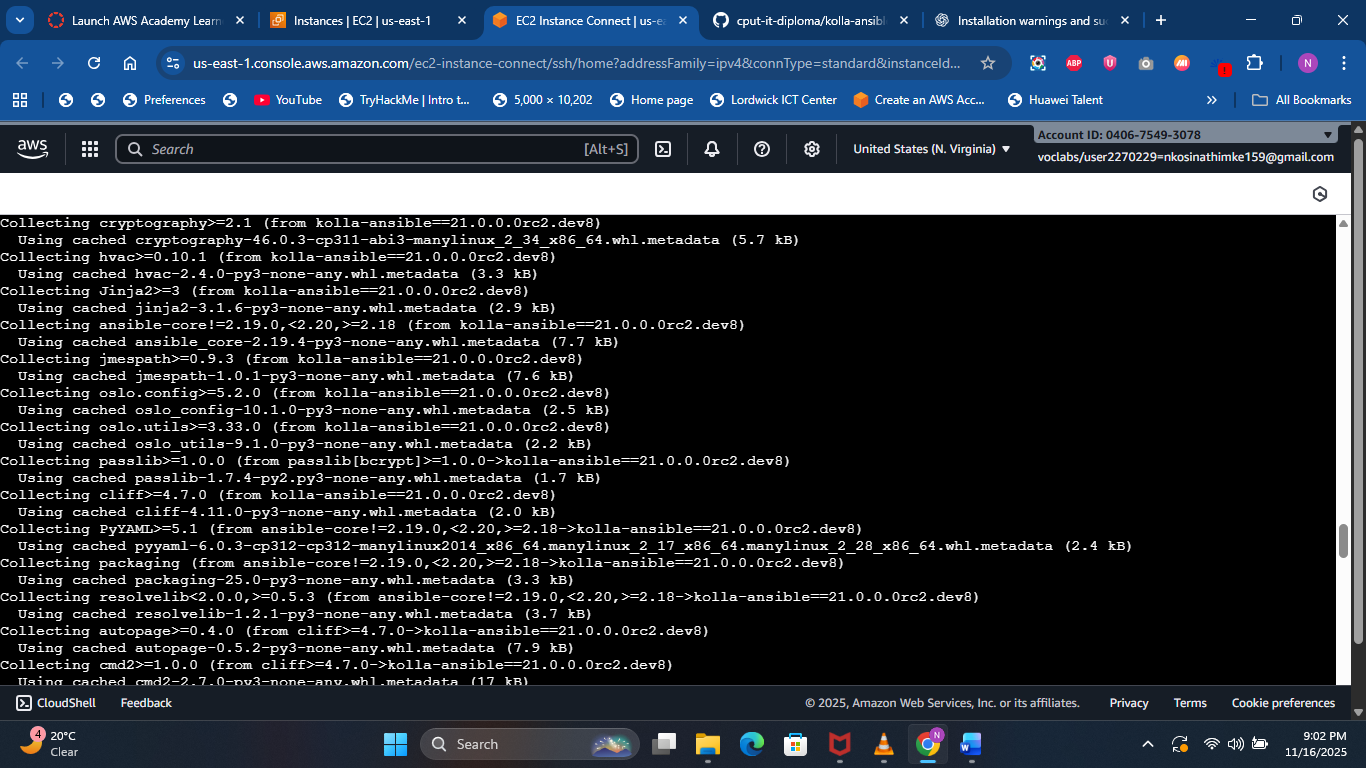 Launch AWS Academy Learn
Instances | EC2 | us-east-1
EC2 Instance Connect | us-ea
cput-it-diploma/kolla-ansible
Installation warnings and su
us-east-1.console.aws.amazon.com/ec2-instance-connect/ssh/home?addressFamily=ipv4&connType=standard&instanceId...
ABP
N
Preferences
YouTube
TryHackMe | Intro t...
5,000 × 10,202
Home page
Lordwick ICT Center
Create an AWS Acc...
Huawei Talent
»
All Bookmarks
aws
Search
[Alt+S]
United States (N. Virginia)
Account ID: 0406-7549-3078
voclabs/user2270229=nkosinathimke159@gmail.com
Collecting cryptography>=2.1 (from kolla-ansible==21.0.0.0rc2.dev8)
  Using cached cryptography-46.0.3-cp311-abi3-manylinux_2_34_x86_64.whl.metadata (5.7 kB)
Collecting hvac>=0.10.1 (from kolla-ansible==21.0.0.0rc2.dev8)
  Using cached hvac-2.4.0-py3-none-any.whl.metadata (3.3 kB)
Collecting Jinja2>=3 (from kolla-ansible==21.0.0.0rc2.dev8)
  Using cached jinja2-3.1.6-py3-none-any.whl.metadata (2.9 kB)
Collecting ansible-core!=2.19.0,<2.20,>=2.18 (from kolla-ansible==21.0.0.0rc2.dev8)
  Using cached ansible_core-2.19.4-py3-none-any.whl.metadata (7.7 kB)
Collecting jmespath>=0.9.3 (from kolla-ansible==21.0.0.0rc2.dev8)
  Using cached jmespath-1.0.1-py3-none-any.whl.metadata (7.6 kB)
Collecting oslo.config>=5.2.0 (from kolla-ansible==21.0.0.0rc2.dev8)
  Using cached oslo_config-10.1.0-py3-none-any.whl.metadata (2.5 kB)
Collecting oslo.utils>=3.33.0 (from kolla-ansible==21.0.0.0rc2.dev8)
  Using cached oslo_utils-9.1.0-py3-none-any.whl.metadata (2.2 kB)
Collecting passlib>=1.0.0 (from passlib[bcrypt]>=1.0.0->kolla-ansible==21.0.0.0rc2.dev8)
  Using cached passlib-1.7.4-py2.py3-none-any.whl.metadata (1.7 kB)
Collecting cliff>=4.7.0 (from kolla-ansible==21.0.0.0rc2.dev8)
  Using cached cliff-4.11.0-py3-none-any.whl.metadata (2.0 kB)
Collecting PyYAML>=5.1 (from ansible-core!=2.19.0,<2.20,>=2.18->kolla-ansible==21.0.0.0rc2.dev8)
  Using cached pyyaml-6.0.3-cp312-cp312-manylinux2014_x86_64.manylinux_2_17_x86_64.manylinux_2_28_x86_64.whl.metadata (2.4 kB)
Collecting packaging (from ansible-core!=2.19.0,<2.20,>=2.18->kolla-ansible==21.0.0.0rc2.dev8)
  Using cached packaging-25.0-py3-none-any.whl.metadata (3.3 kB)
Collecting resolvelib<2.0.0,>=0.5.3 (from ansible-core!=2.19.0,<2.20,>=2.18->kolla-ansible==21.0.0.0rc2.dev8)
  Using cached resolvelib-1.2.1-py3-none-any.whl.metadata (3.7 kB)
Collecting autopage>=0.4.0 (from cliff>=4.7.0->kolla-ansible==21.0.0.0rc2.dev8)
  Using cached autopage-0.5.2-py3-none-any.whl.metadata (7.9 kB)
Collecting cmd2>=1.0.0 (from cliff>=4.7.0->kolla-ansible==21.0.0.0rc2.dev8)
  Using cached cmd2-2.7.0-py3-none-any.whl.metadata (17 kB)
CloudShell
Feedback
© 2025, Amazon Web Services, Inc. or its affiliates.
Privacy
Terms
Cookie preferences
4
20°C
Clear
Search
N
9:02 PM
11/16/2025